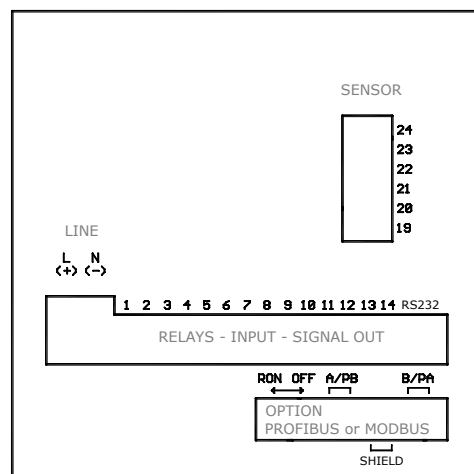 SENSOR
24
23
22
21
20
19
LINE
L N
(+) (-)
1 2 3 4 5 6 7 8 9 10 11 12 13 14 RS232
RELAYS - INPUT - SIGNAL OUT
RON OFF A/PB B/PA
OPTION
PROFIBUS or MODBUS
SHIELD